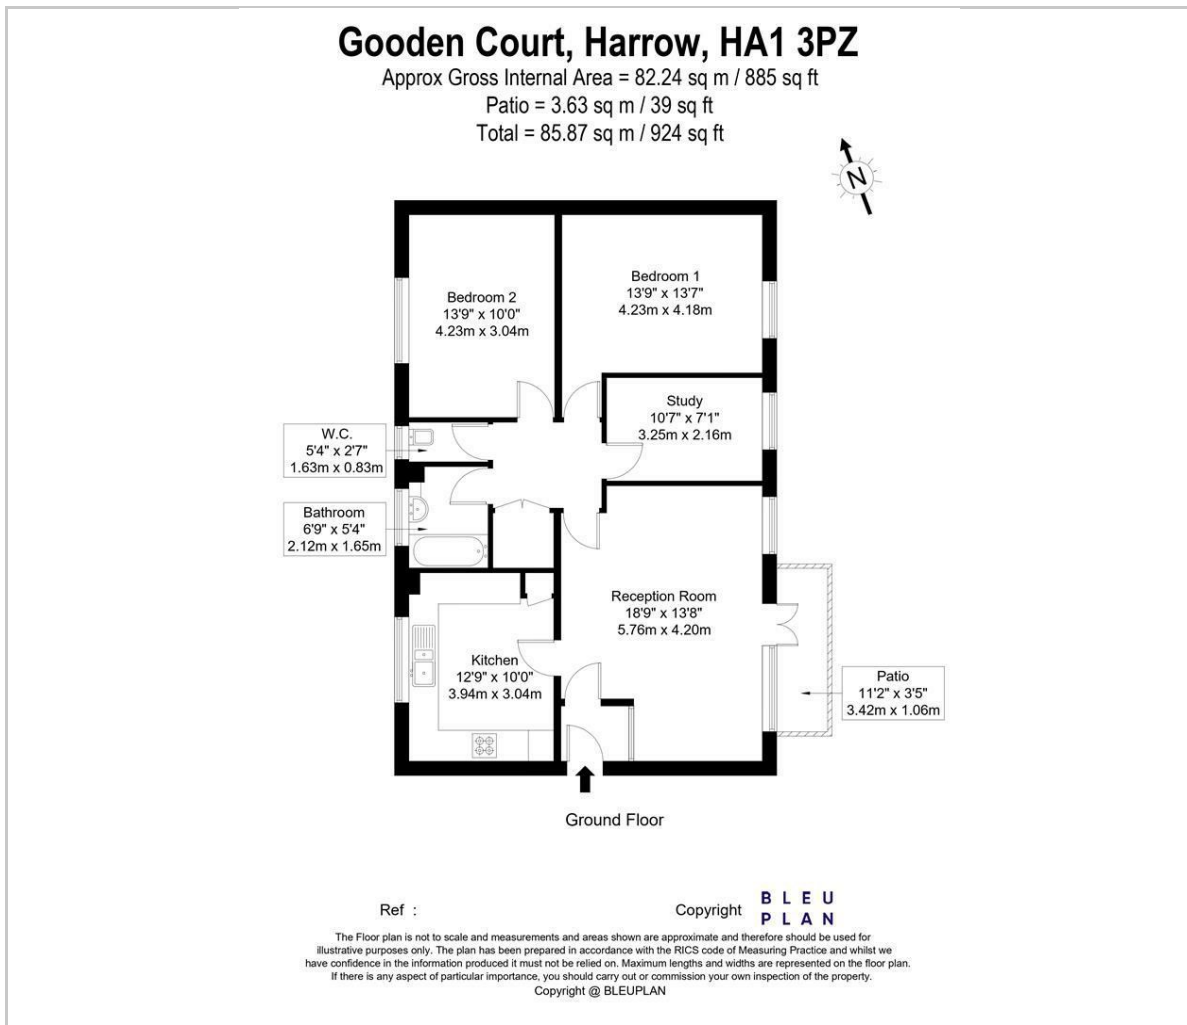 Gooden Court, Harrow, HA1 3PZ
Approx Gross Internal Area = 82.24 sq m / 885 sq ft
Patio = 3.63 sq m / 39 sq ft
Total = 85.87 sq m / 924 sq ft
N
Bedroom 1
13'9" x 13'7"
4.23m x 4.18m
Bedroom 2
13'9" x 10'0"
4.23m x 3.04m
Study
10'7" x 7'1"
3.25m x 2.16m
W.C.
5'4" x 2'7"
1.63m x 0.83m
Bathroom
6'9" x 5'4"
2.12m x 1.65m
Reception Room
18'9" x 13'8"
5.76m x 4.20m
Kitchen
12'9" x 10'0"
3.94m x 3.04m
Patio
11'2" x 3'5"
3.42m x 1.06m
Ground Floor
Ref :
Copyright
BLEU
PLAN
The Floor plan is not to scale and measurements and areas shown are approximate and therefore should be used for
illustrative purposes only. The plan has been prepared in accordance with the RICS code of Measuring Practice and whilst we
have confidence in the information produced it must not be relied on. Maximum lengths and widths are represented on the floor plan.
If there is any aspect of particular importance, you should carry out or commission your own inspection of the property.
Copyright @ BLEUPLAN